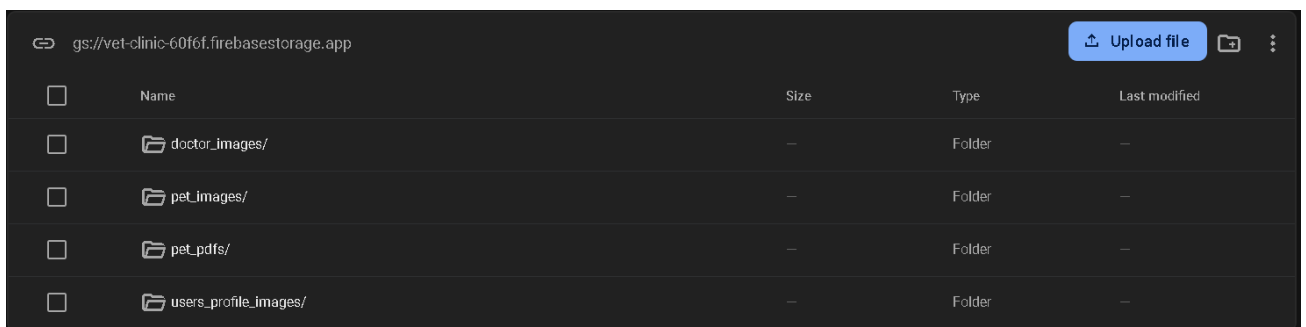 gs://vet-clinic-60f6f.firebasestorage.app Upload file
Name Size Type Last modified
doctor_images/ — Folder —
pet_images/ — Folder —
pet_pdfs/ — Folder —
users_profile_images/ — Folder —